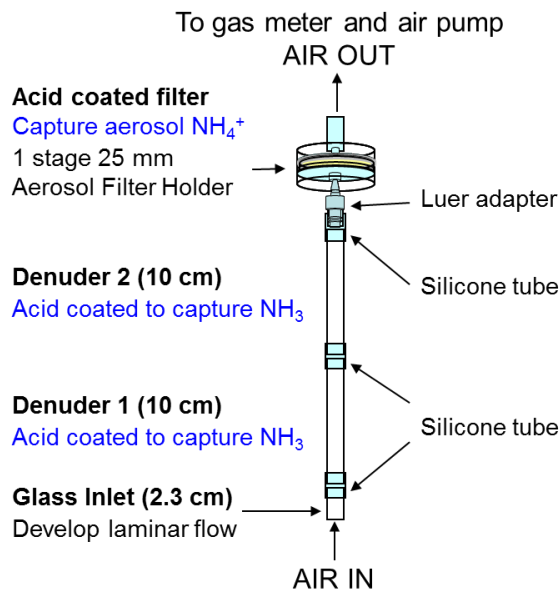 To gas meter and air pump
AIR OUT
Acid coated filter
Capture aerosol NH₄⁺
1 stage 25 mm
Aerosol Filter Holder
Luer adapter
Silicone tube
Denuder 2 (10 cm)
Acid coated to capture NH₃
Denuder 1 (10 cm)
Acid coated to capture NH₃
Silicone tube
Glass Inlet (2.3 cm)
Develop laminar flow
AIR IN